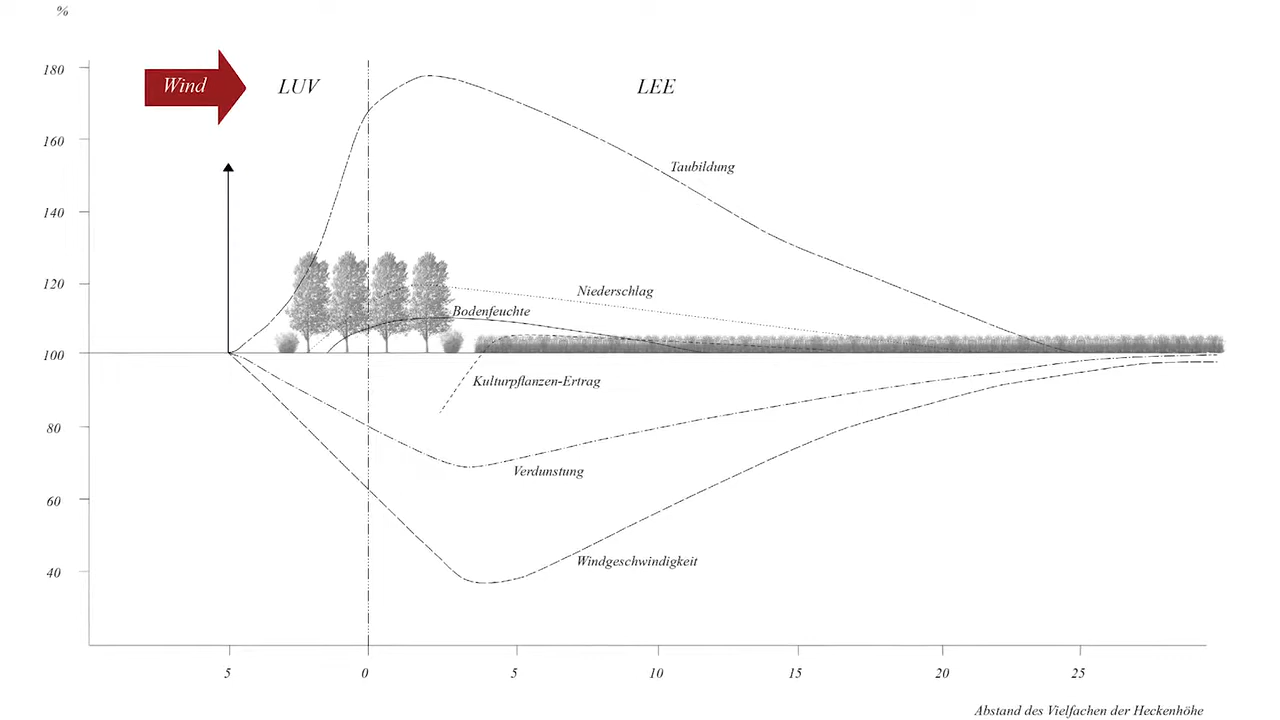 %
180
Wind
LUV
LEE
160
Taubildung
140
120
Niederschlag
Bodenfeuchte
100
Kulturpflanzen-Ertrag
80
Verdunstung
60
Windgeschwindigkeit
40
5 0 5 10 15 20 25
Abstand des Vielfachen der Heckenhöhe